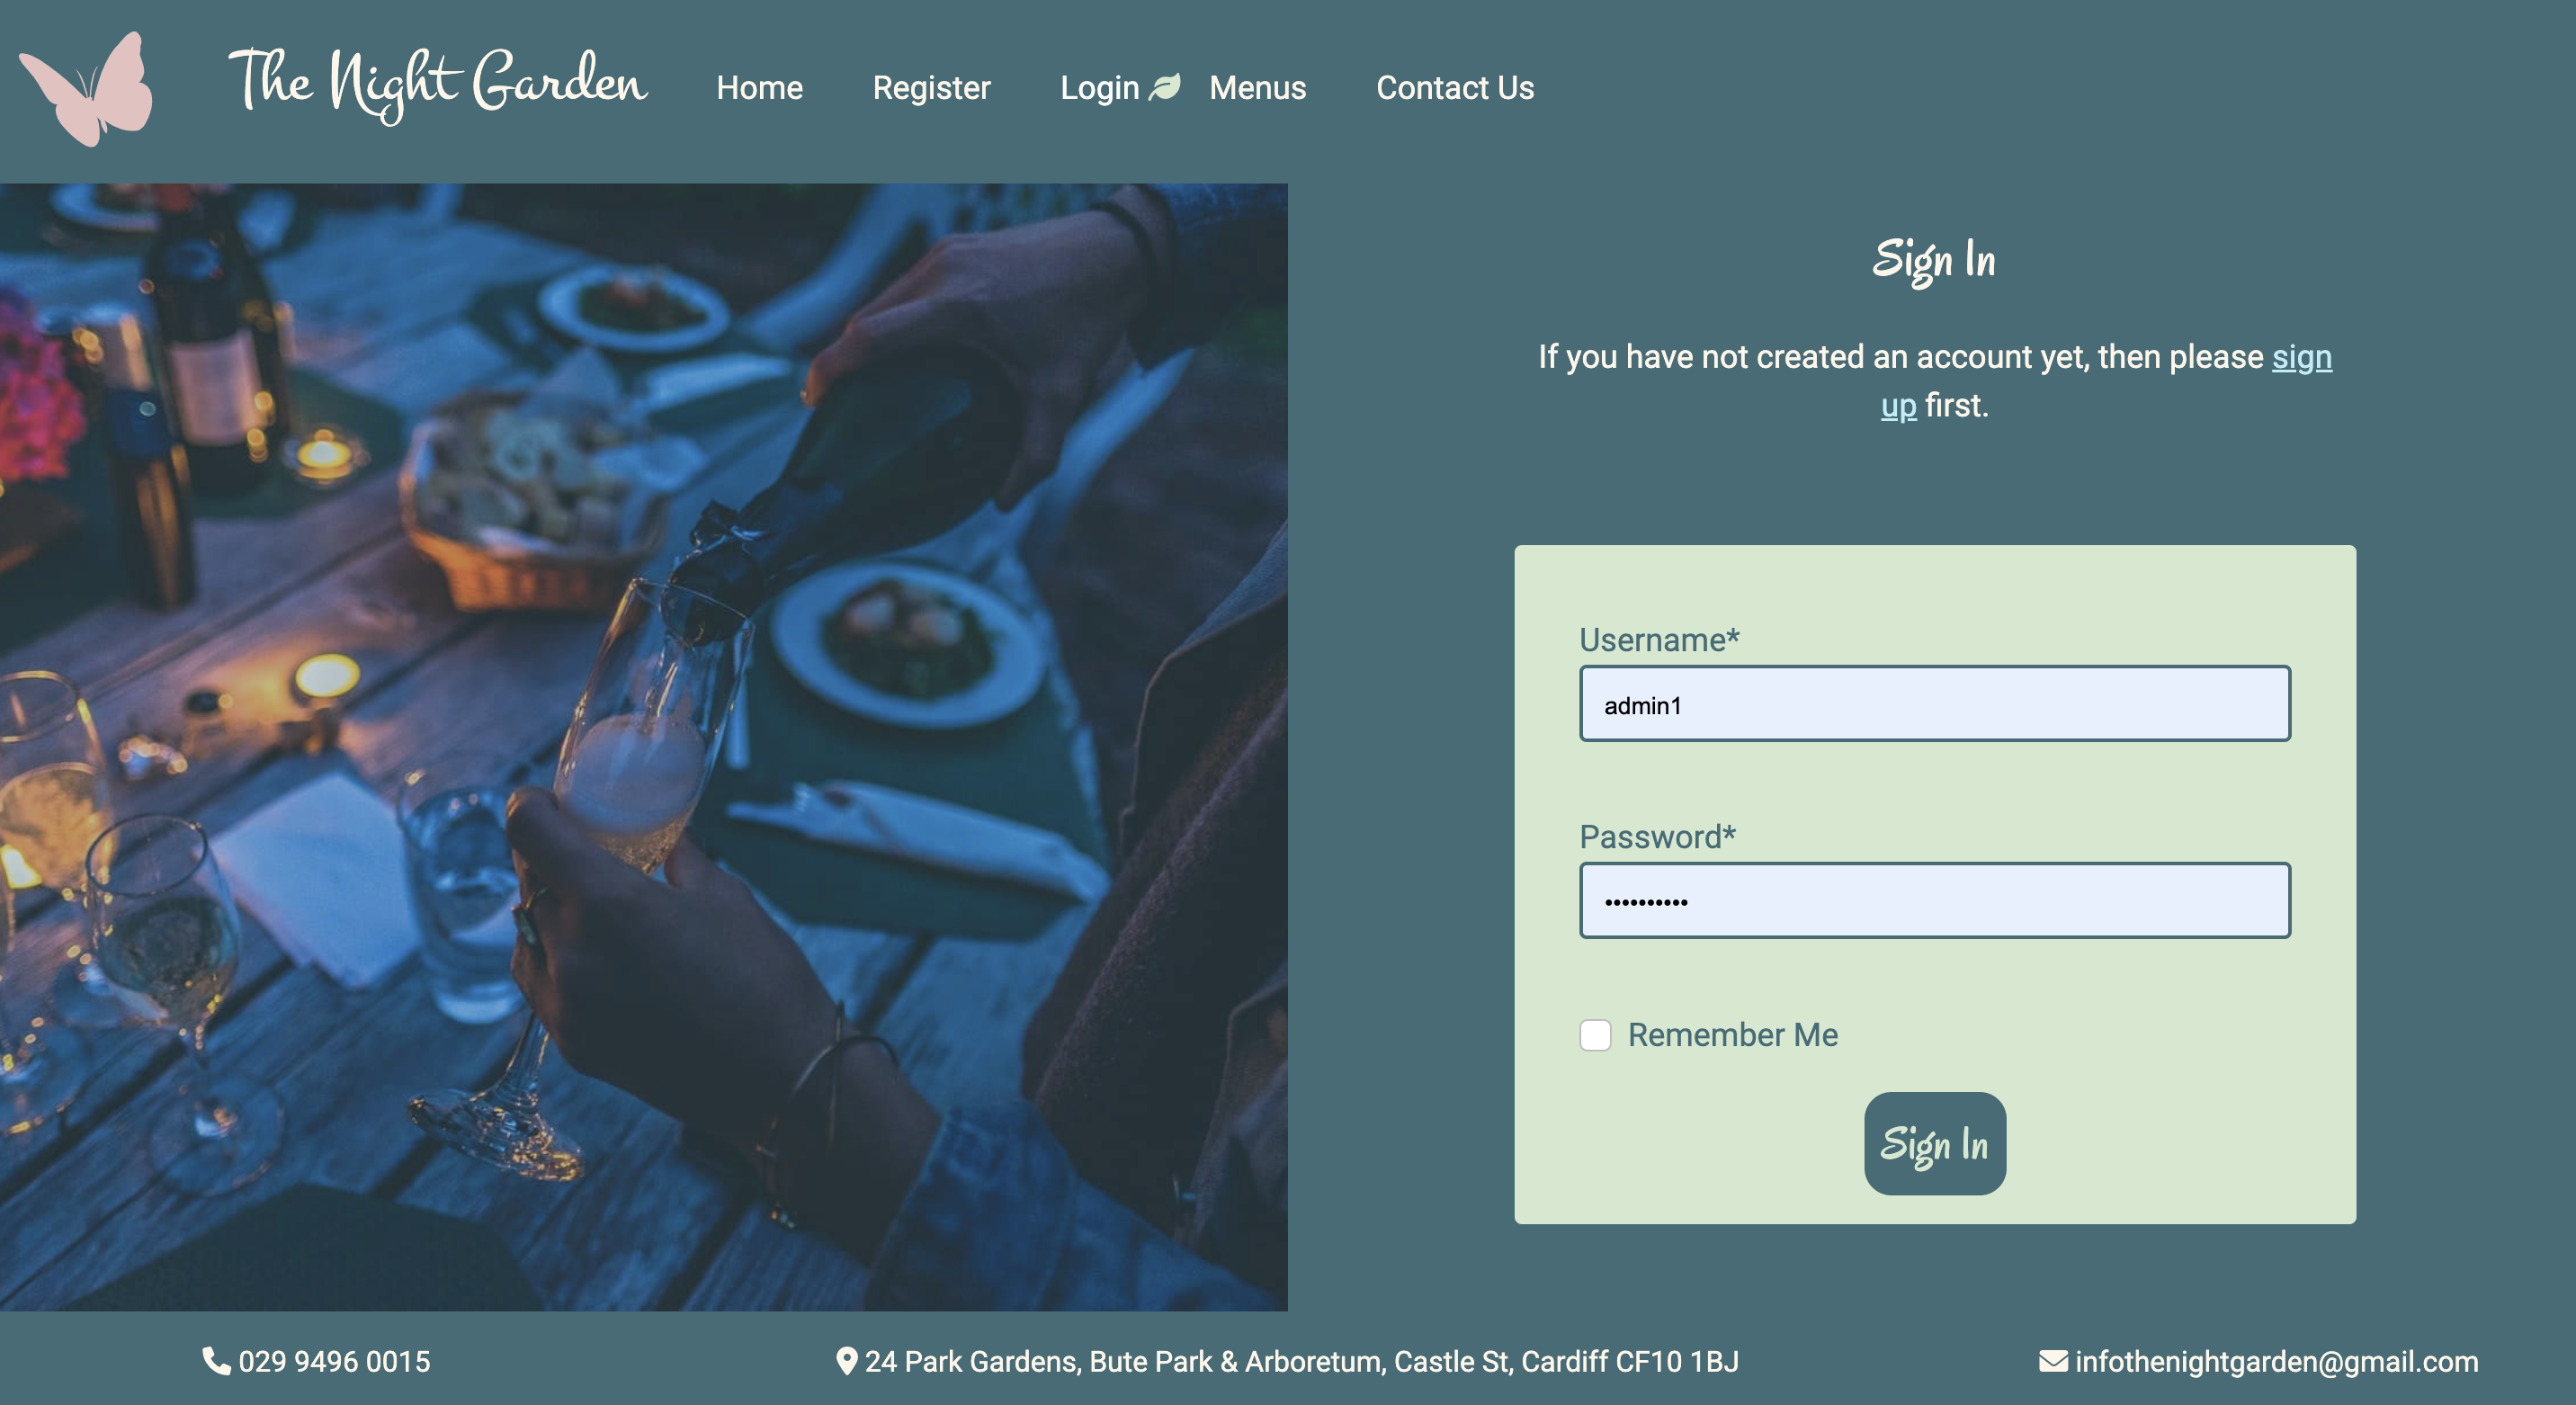 The Night Garden
Home Register Login Menus Contact Us
Sign In
If you have not created an account yet, then please sign
up first.
Username*
admin1
Password*
••••••••••
Remember Me
Sign In
029 9496 0015
24 Park Gardens, Bute Park & Arboretum, Castle St, Cardiff CF10 1BJ
infothenightgarden@gmail.com